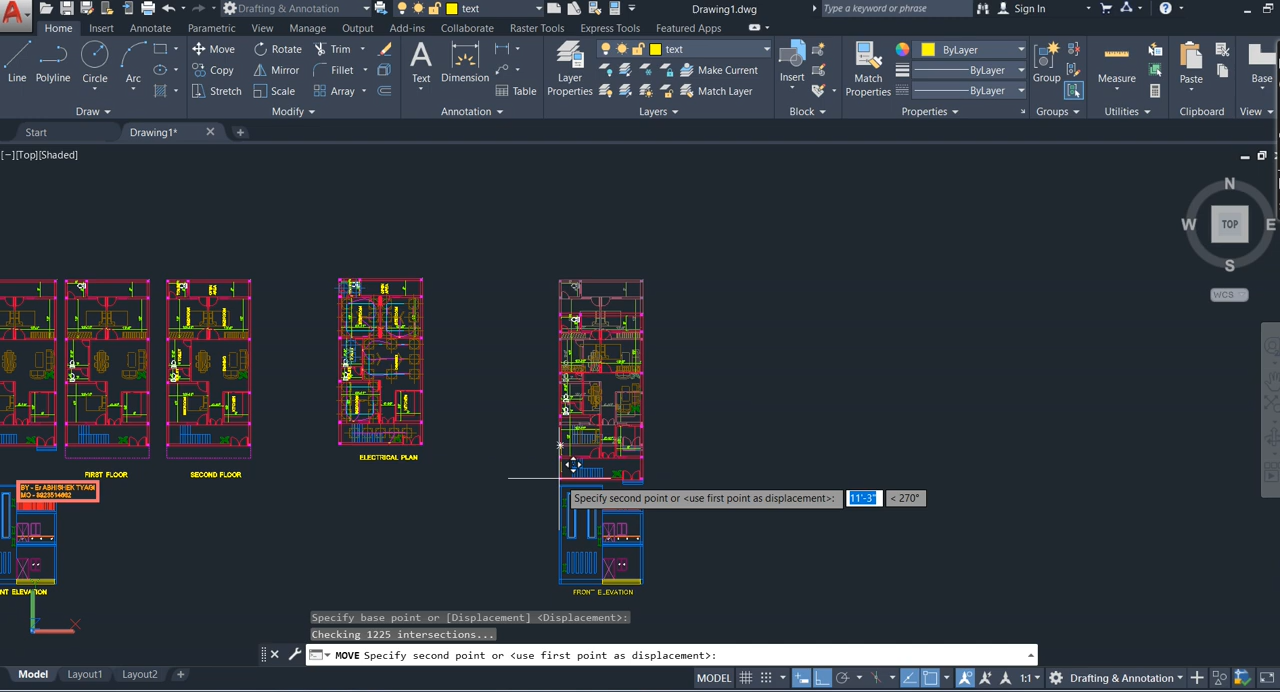 Drafting & Annotation
text
Drawing1.dwg
Type a keyword or phrase
Sign In
Home Insert Annotate Parametric View Manage Output Add-ins Collaborate Express Tools Raster Tools Featured Apps
Line
Polyline
Circle
Arc
Move
Rotate
Trim
Copy
Mirror
Fillet
Stretch
Scale
Array
Text
Dimension
Table
Layer
Properties
text
Make Current
Match Layer
Insert
Match
Properties
ByLayer
ByLayer
ByLayer
Group
Measure
Paste
Base
Draw
Modify
Annotation
Layers
Block
Properties
Groups
Utilities
Clipboard
View
Start
Drawing1*
[−][Top][Shaded]
N
W
TOP
E
S
WCS
ELECTRICAL PLAN
FIRST FLOOR
SECOND FLOOR
BY - Er ABHISHEK TYAGI
Specify second point or <use first point as displacement>:
11'-3"
< 270°
NT ELEVATION
FRONT ELEVATION
Specify base point or [Displacement] <Displacement>:
Checking 1225 intersections...
MOVE Specify second point or <use first point as displacement>:
Model
Layout1
Layout2
MODEL
1:1
Drafting & Annotation